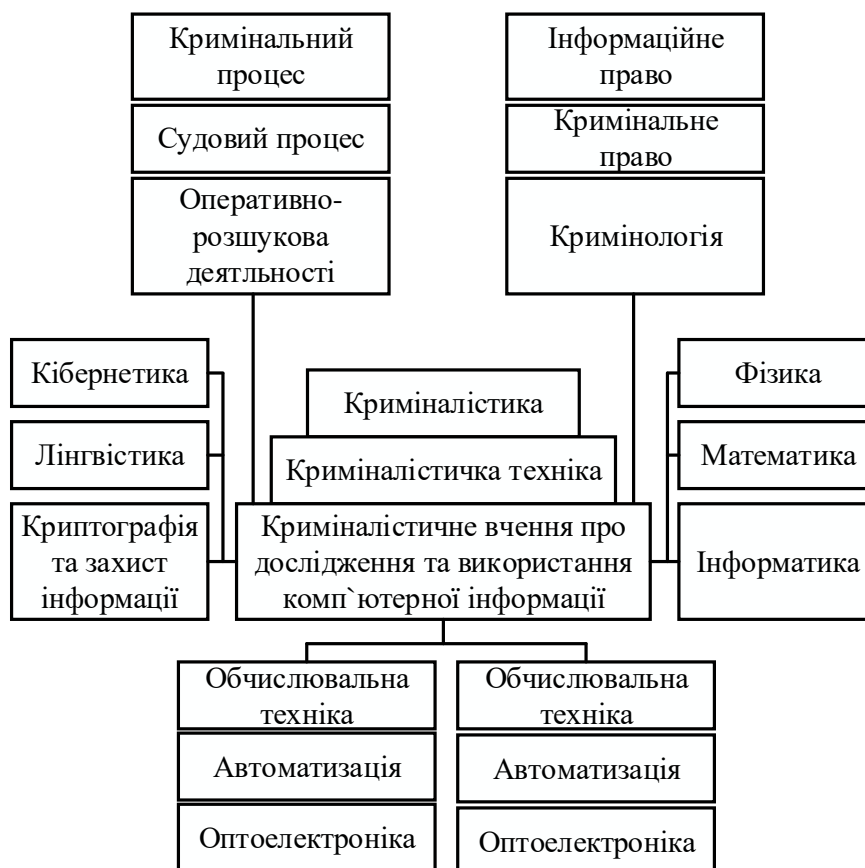 Кримінальний
процес
Судовий процес
Оперативно-
розшукова
деятльності
Інформаційне
право
Кримінальне
право
Кримінологія
Кібернетика
Лінгвістика
Криптографія
та захист
інформації
Криміналістика
Криміналістичка техніка
Криміналістичне вчення про
дослідження та використання
комп`ютерної інформації
Фізика
Математика
Інформатика
Обчислювальна
техніка
Автоматизація
Оптоелектроніка
Обчислювальна
техніка
Автоматизація
Оптоелектроніка